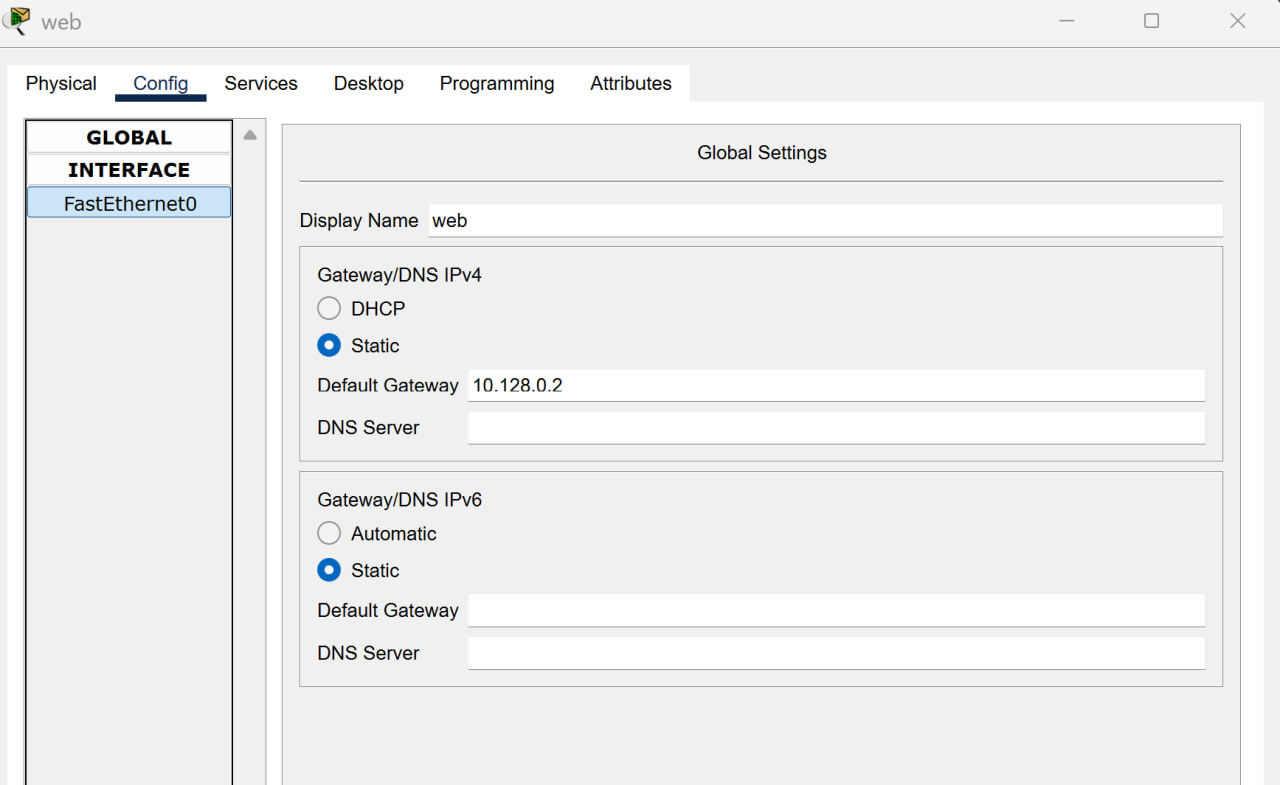 web
Physical Config Services Desktop Programming Attributes
GLOBAL
INTERFACE
FastEthernet0
Global Settings
Display Name web
Gateway/DNS IPv4
DHCP
Static
Default Gateway 10.128.0.2
DNS Server
Gateway/DNS IPv6
Automatic
Static
Default Gateway
DNS Server